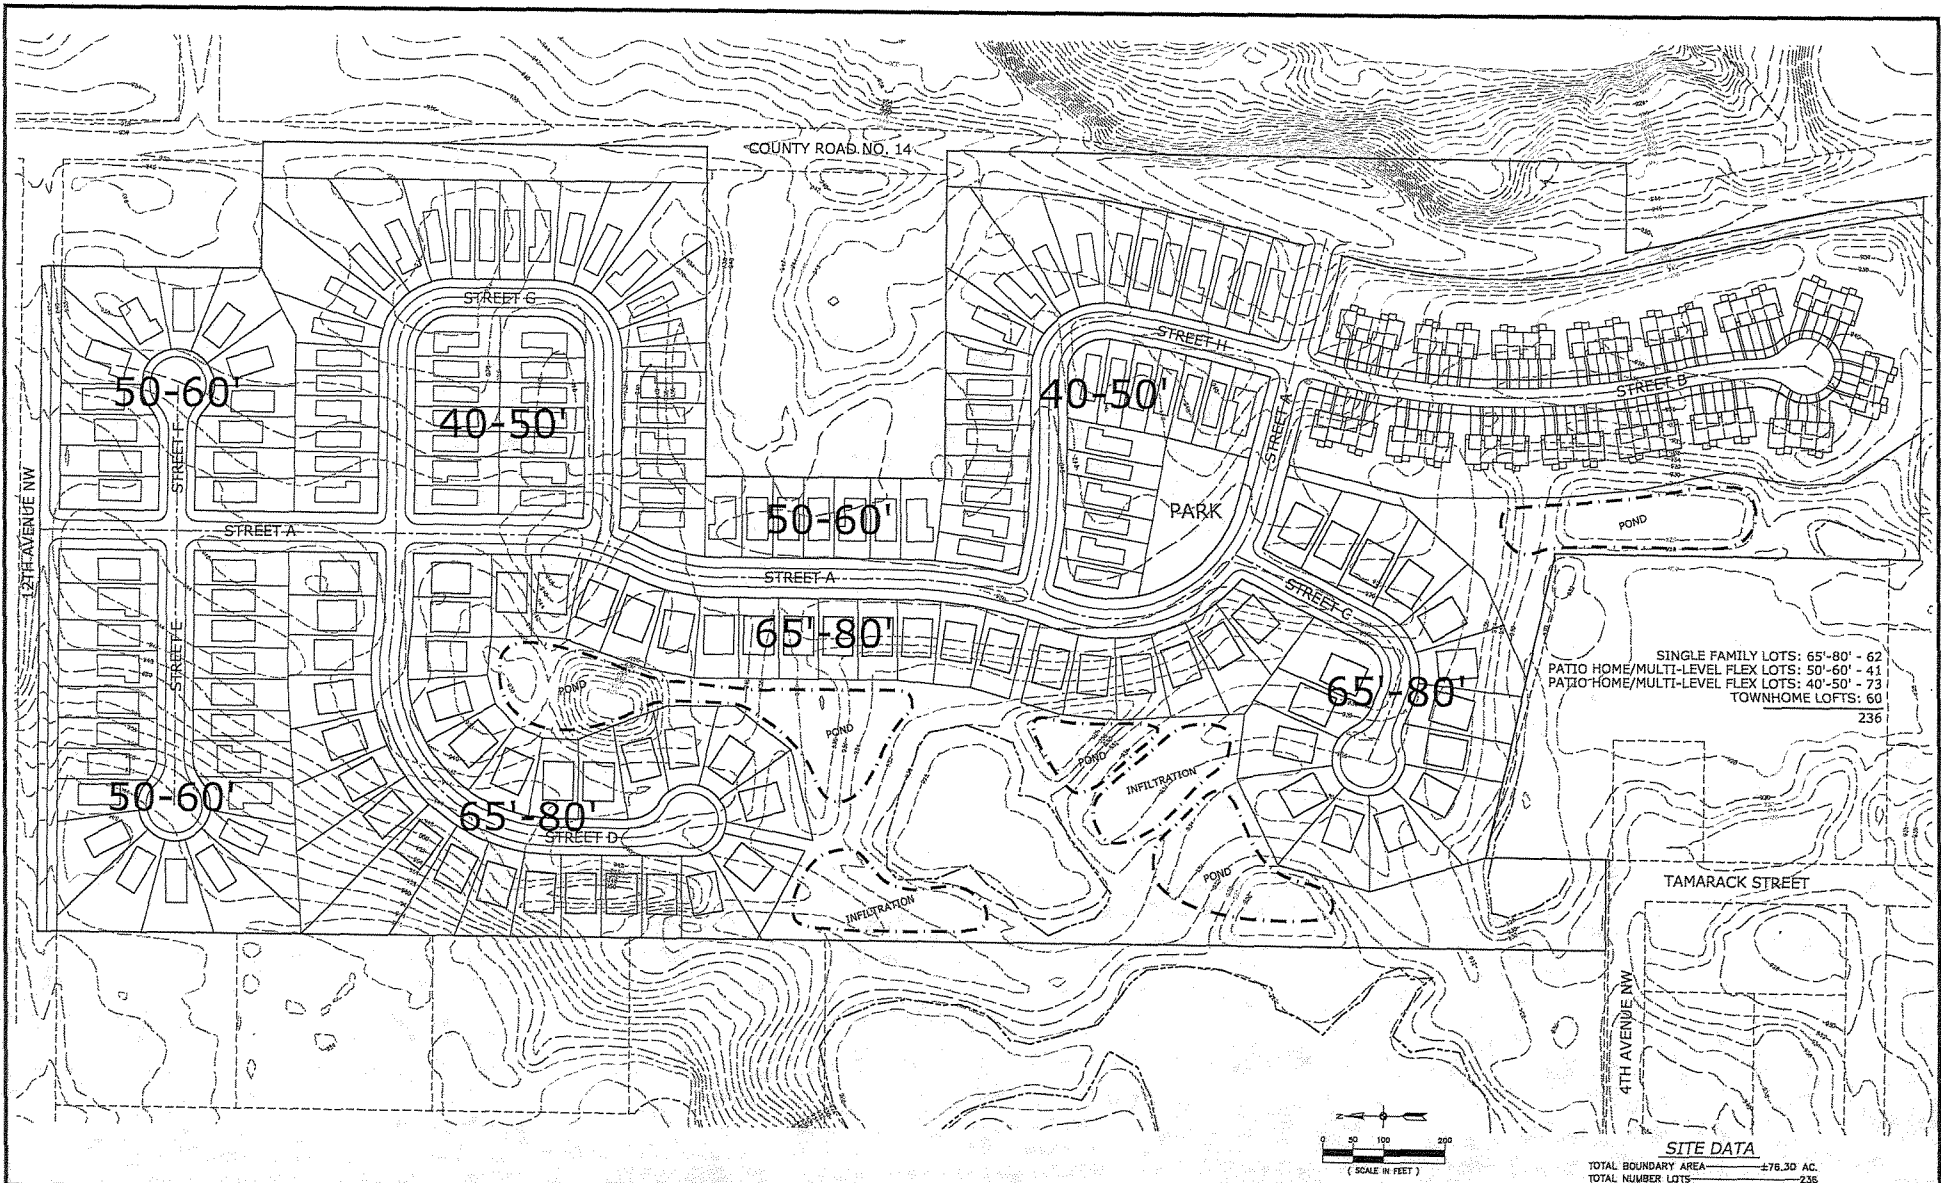 COUNTY ROAD NO. 14
STREET G
STREET H
50-60'
40-50'
40-50'
STREET B
STREET F
STREET A
12TH AVENUE NW
STREET A
50-60'
PARK
POND
STREET A
STREET C
STREET E
65'-80'
POND
65'-80'
POND
POND
INFILTRATION
50-60'
65'-80'
STREET D
POND
INFILTRATION
SINGLE FAMILY LOTS: 65'-80' - 62
PATIO HOME/MULTI-LEVEL FLEX LOTS: 50'-60' - 41
PATIO HOME/MULTI-LEVEL FLEX LOTS: 40'-50' - 73
TOWNHOME LOFTS: 60
236
TAMARACK STREET
4TH AVENUE NW
N
0 50 100 200
( SCALE IN FEET )
SITE DATA
TOTAL BOUNDARY AREA ±76.30 AC.
TOTAL NUMBER LOTS 236